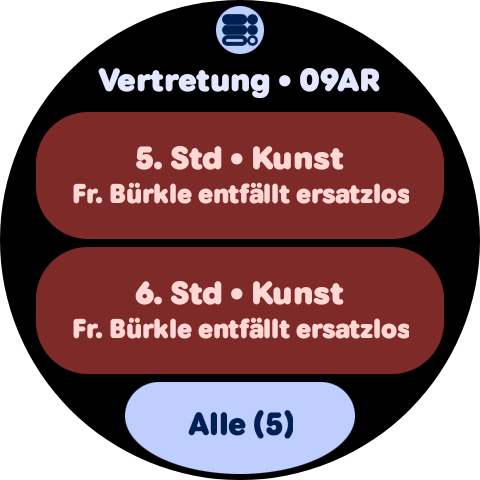 Vertretung • 09AR
5. Std • Kunst
Fr. Bürkle entfällt ersatzlos
6. Std • Kunst
Fr. Bürkle entfällt ersatzlos
Alle (5)